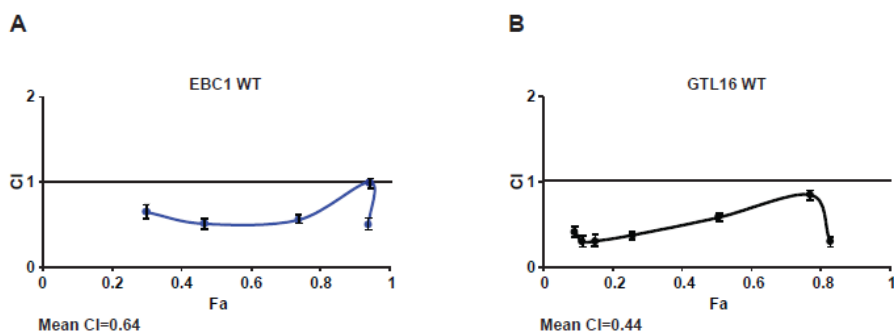 A
EBC1 WT
2
1
0
CI
0 0.2 0.4 0.6 0.8 1
Fa
Mean CI=0.64
B
GTL16 WT
2
1
0
CI
0 0.2 0.4 0.6 0.8 1
Fa
Mean CI=0.44